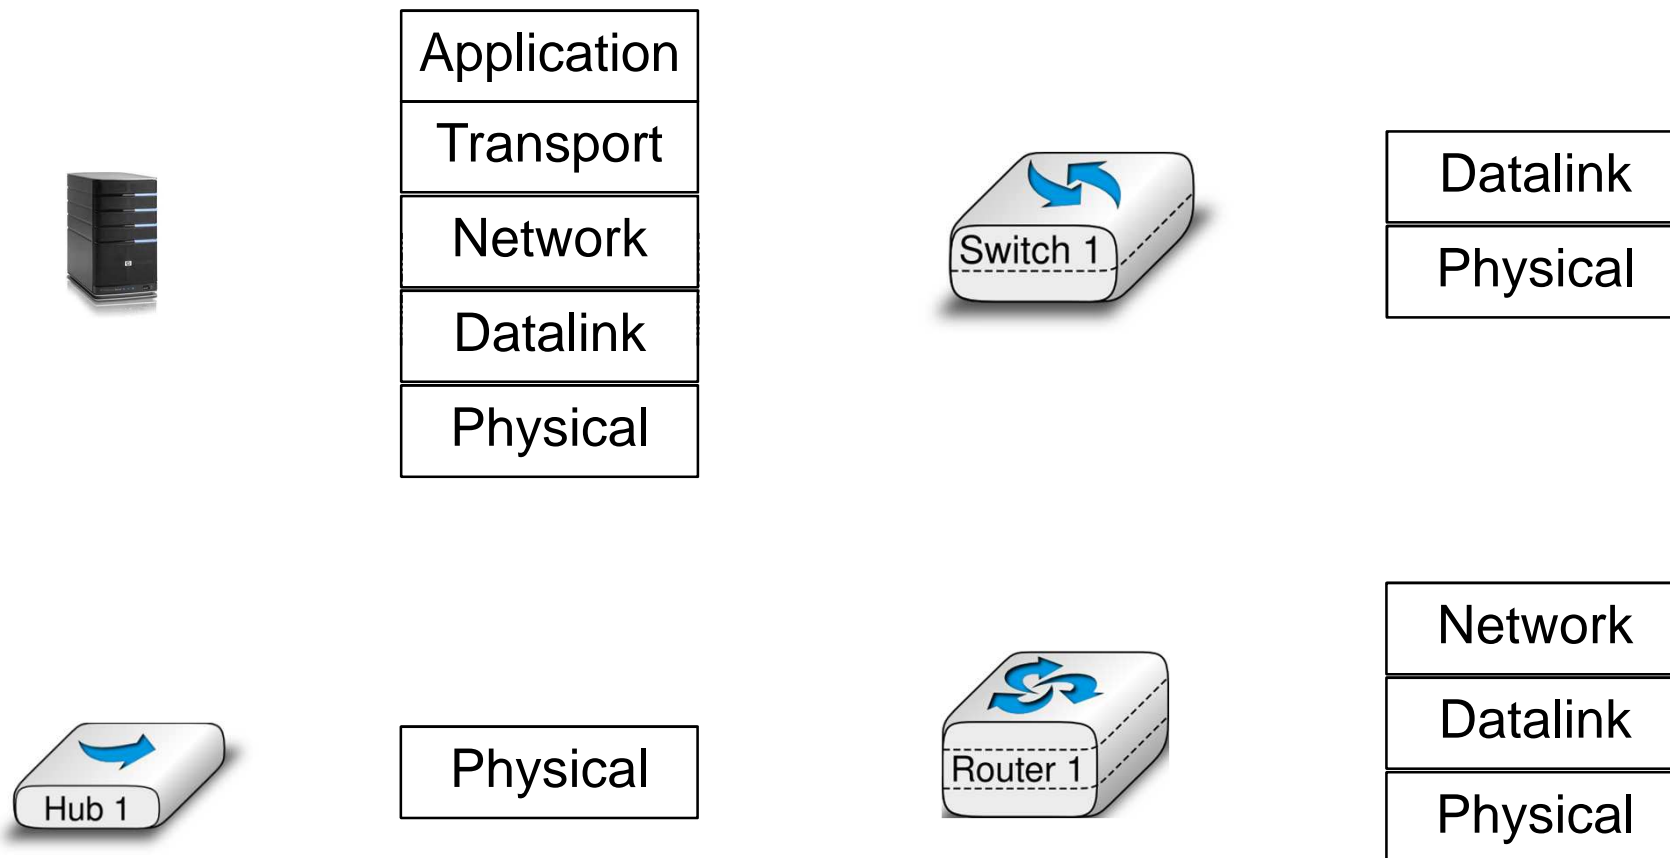 Application
Transport
Network
Datalink
Physical
Switch 1
Datalink
Physical
Hub 1
Physical
Router 1
Network
Datalink
Physical